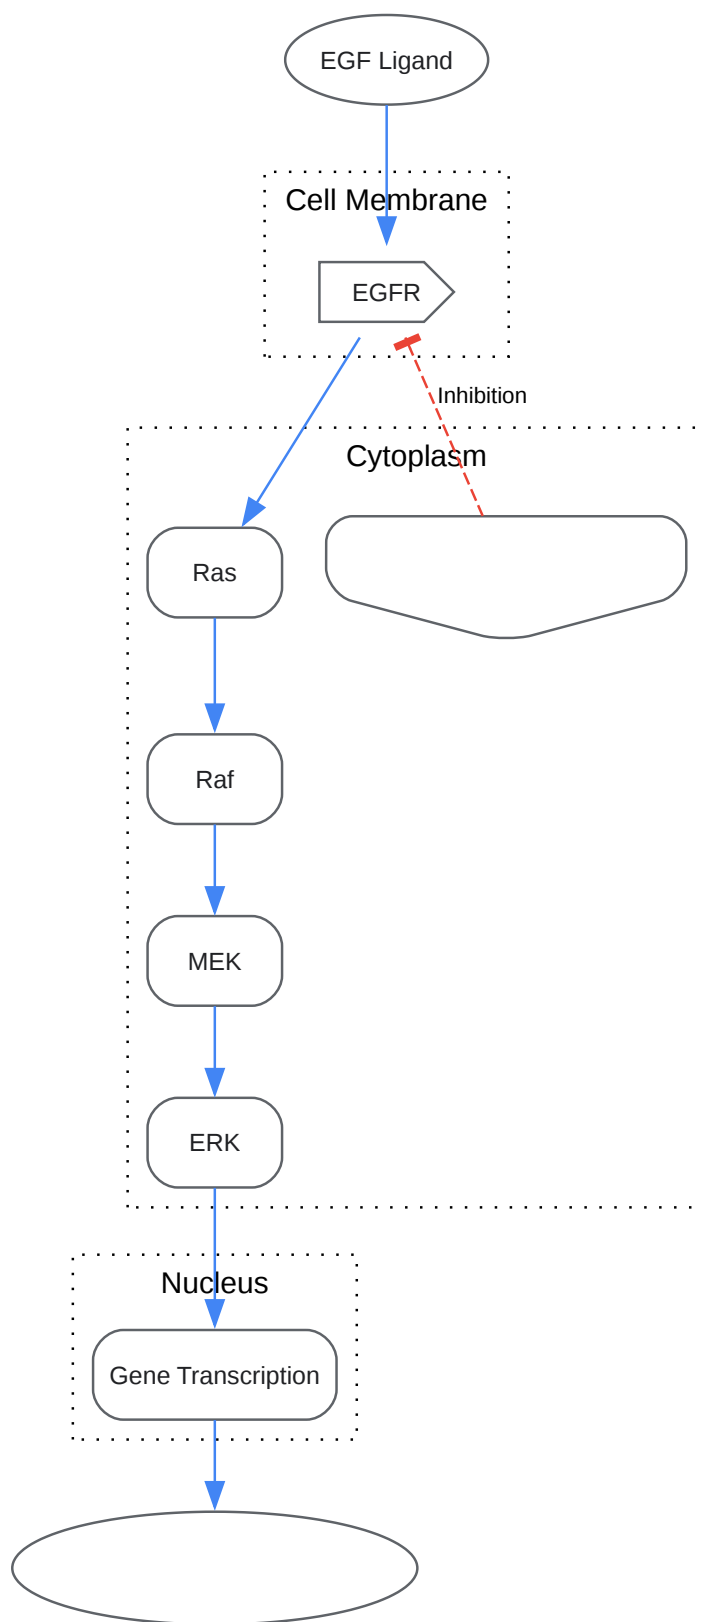 EGF Ligand
Cell Membrane
EGFR
Inhibition
Cytoplasm
Ras
Raf
MEK
ERK
Nucleus
Gene Transcription